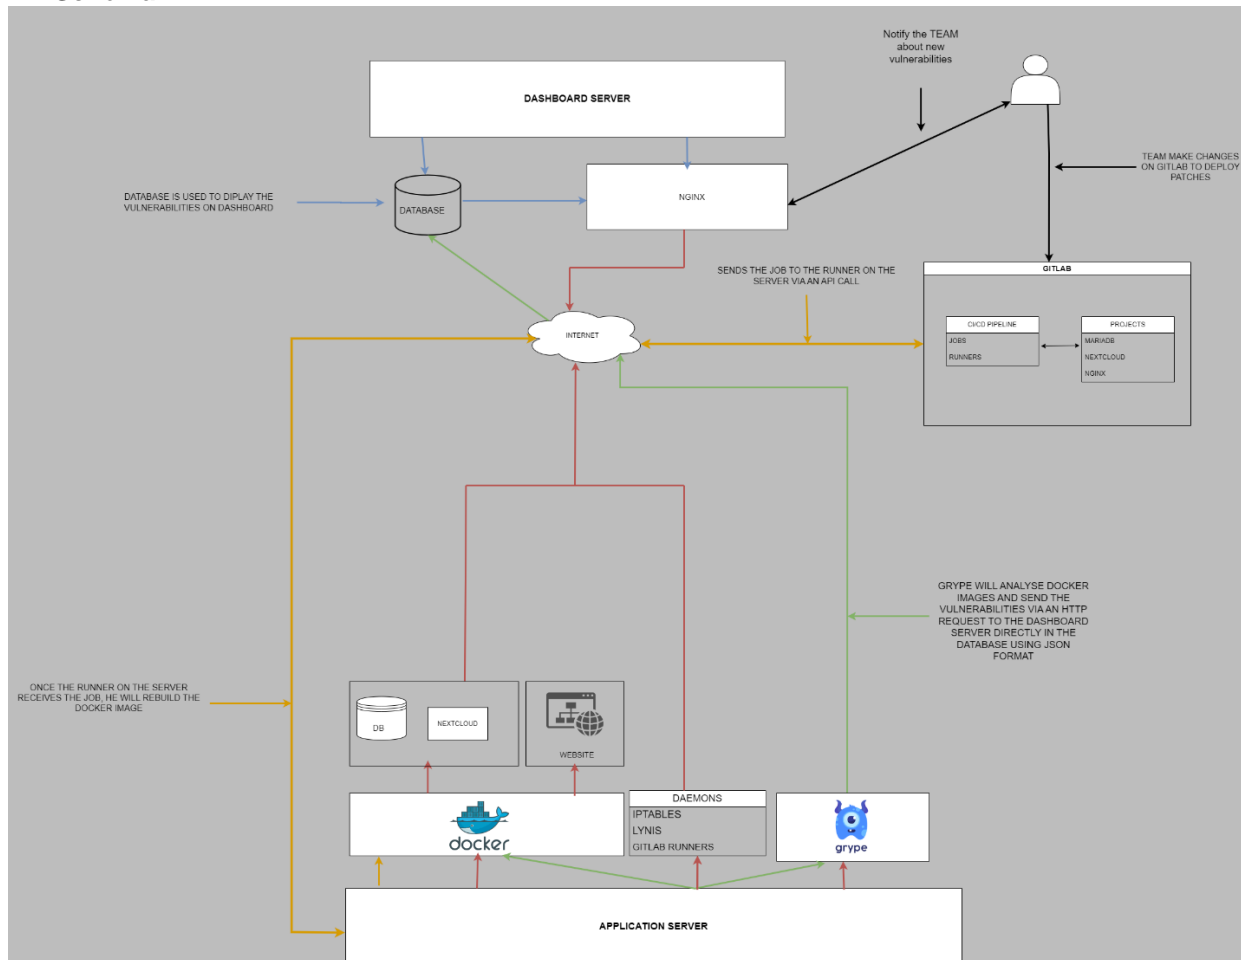 Notify the TEAM
about new
vulnerabilities
DASHBOARD SERVER
TEAM MAKE CHANGES
ON GITLAB TO DEPLOY
PATCHES
DATABASE IS USED TO DIPLAY THE
VULNERABILITIES ON DASHBOARD
DATABASE
NGINX
SENDS THE JOB TO THE RUNNER ON THE
SERVER VIA AN API CALL
GITLAB
INTERNET
CI/CD PIPELINE
JOBS
RUNNERS
PROJECTS
MARIADB
NEXTCLOUD
NGINX
GRYPE WILL ANALYSE DOCKER
IMAGES AND SEND THE
VULNERABILITIES VIA AN HTTP
REQUEST TO THE DASHBOARD
SERVER DIRECTLY IN THE
DATABASE USING JSON
FORMAT
ONCE THE RUNNER ON THE SERVER
RECEIVES THE JOB, HE WILL REBUILD THE
DOCKER IMAGE
DB
NEXTCLOUD
WEBSITE
docker
DAEMONS
IPTABLES
LYNIS
GITLAB RUNNERS
grype
APPLICATION SERVER